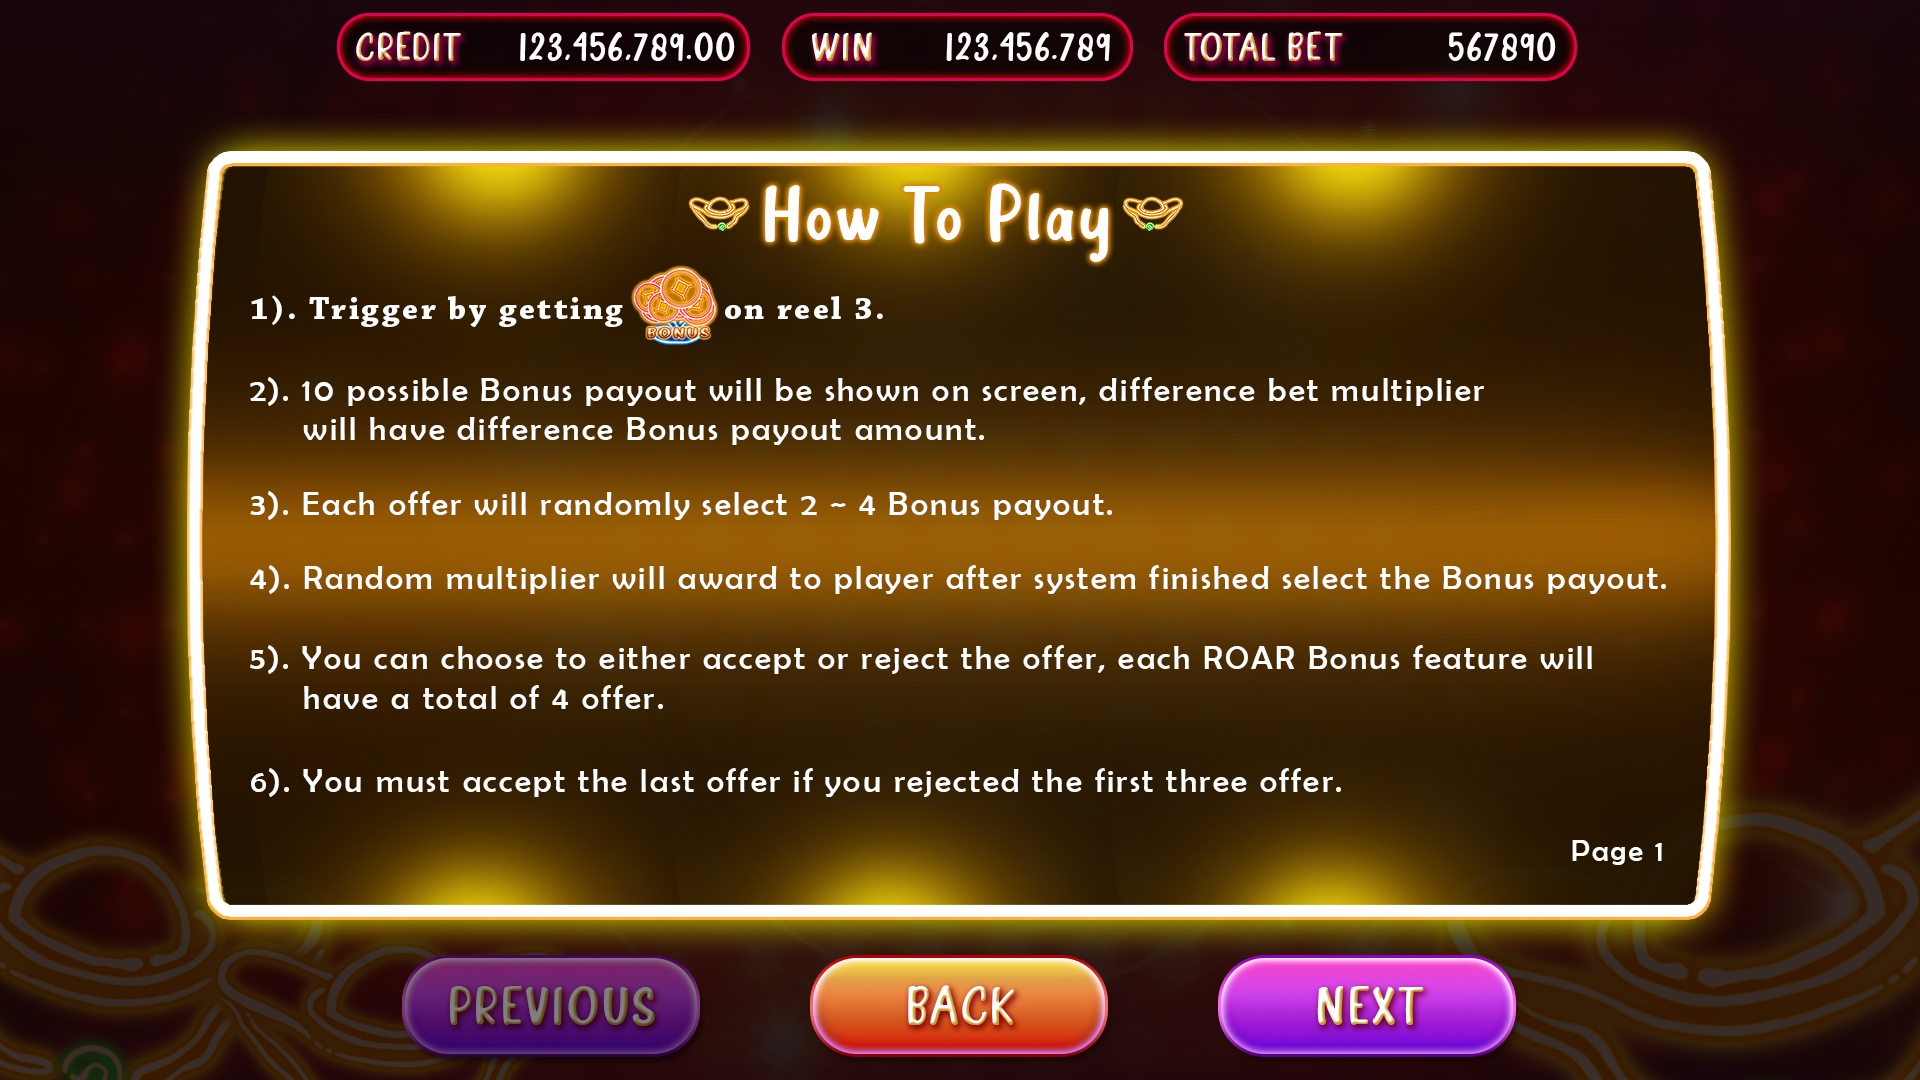 CREDIT 123,456,789.00 WIN 123,456,789 TOTAL BET 567890
How To Play
1). Trigger by getting BONUS on reel 3.
2). 10 possible Bonus payout will be shown on screen, difference bet multiplier
will have difference Bonus payout amount.
3). Each offer will randomly select 2 ~ 4 Bonus payout.
4). Random multiplier will award to player after system finished select the Bonus payout.
5). You can choose to either accept or reject the offer, each ROAR Bonus feature will
have a total of 4 offer.
6). You must accept the last offer if you rejected the first three offer.
Page 1
PREVIOUS BACK NEXT